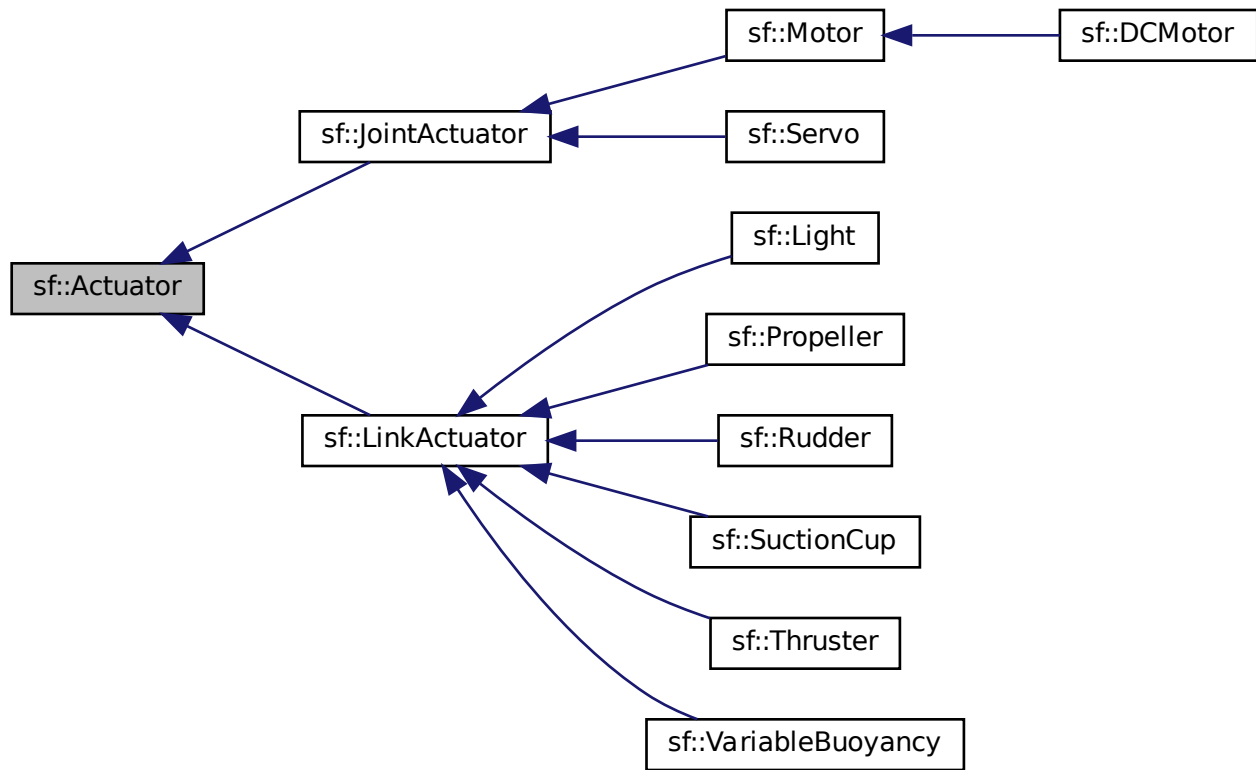 sf::Motor
sf::DCMotor
sf::JointActuator
sf::Servo
sf::Light
sf::Actuator
sf::Propeller
sf::LinkActuator
sf::Rudder
sf::SuctionCup
sf::Thruster
sf::VariableBuoyancy